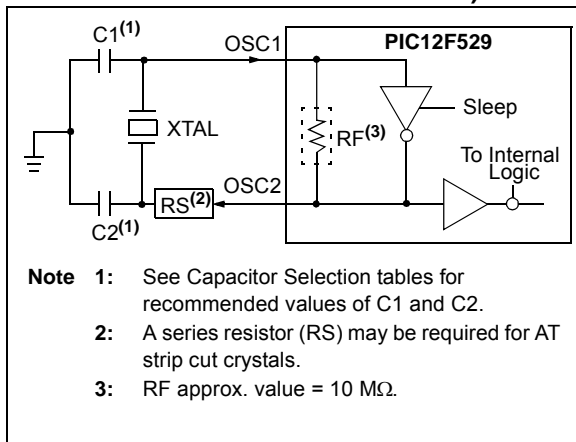 C1(1)
OSC1
PIC12F529
Sleep
XTAL
RF(3)
To Internal
Logic
OSC2
RS(2)
C2(1)
Note 1: See Capacitor Selection tables for
recommended values of C1 and C2.
2: A series resistor (RS) may be required for AT
strip cut crystals.
3: RF approx. value = 10 MΩ.